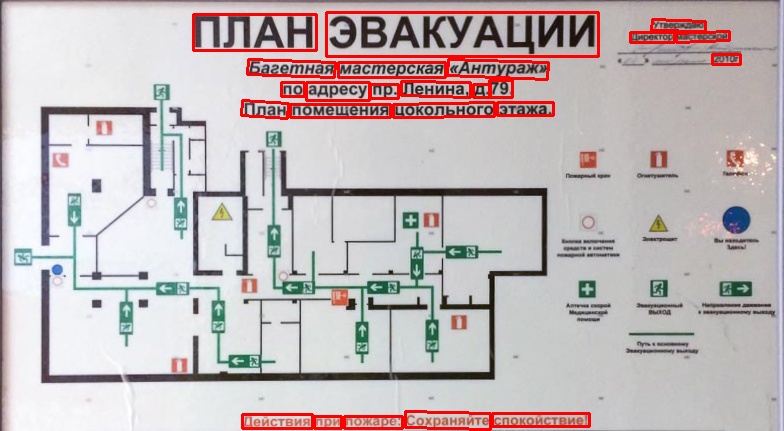 ПЛАН ЭВАКУАЦИИ
Утверждаю
Директор мастерской
2010г
Багетная мастерская «Антураж»
по адресу пр. Ленина, д.79
План помещения цокольного этажа.
Пожарный кран
Огнетушитель
Телефон
Кнопка включения средств и систем пожарной автоматики
Электрощит
Вы находитесь Здесь!
Аптечка скорой Медицинской помощи
Эвакуационный ВЫХОД
Направление движения к эвакуационному выходу
Путь к основному Эвакуационному выходу
Действия при пожаре: Сохраняйте спокойствие!